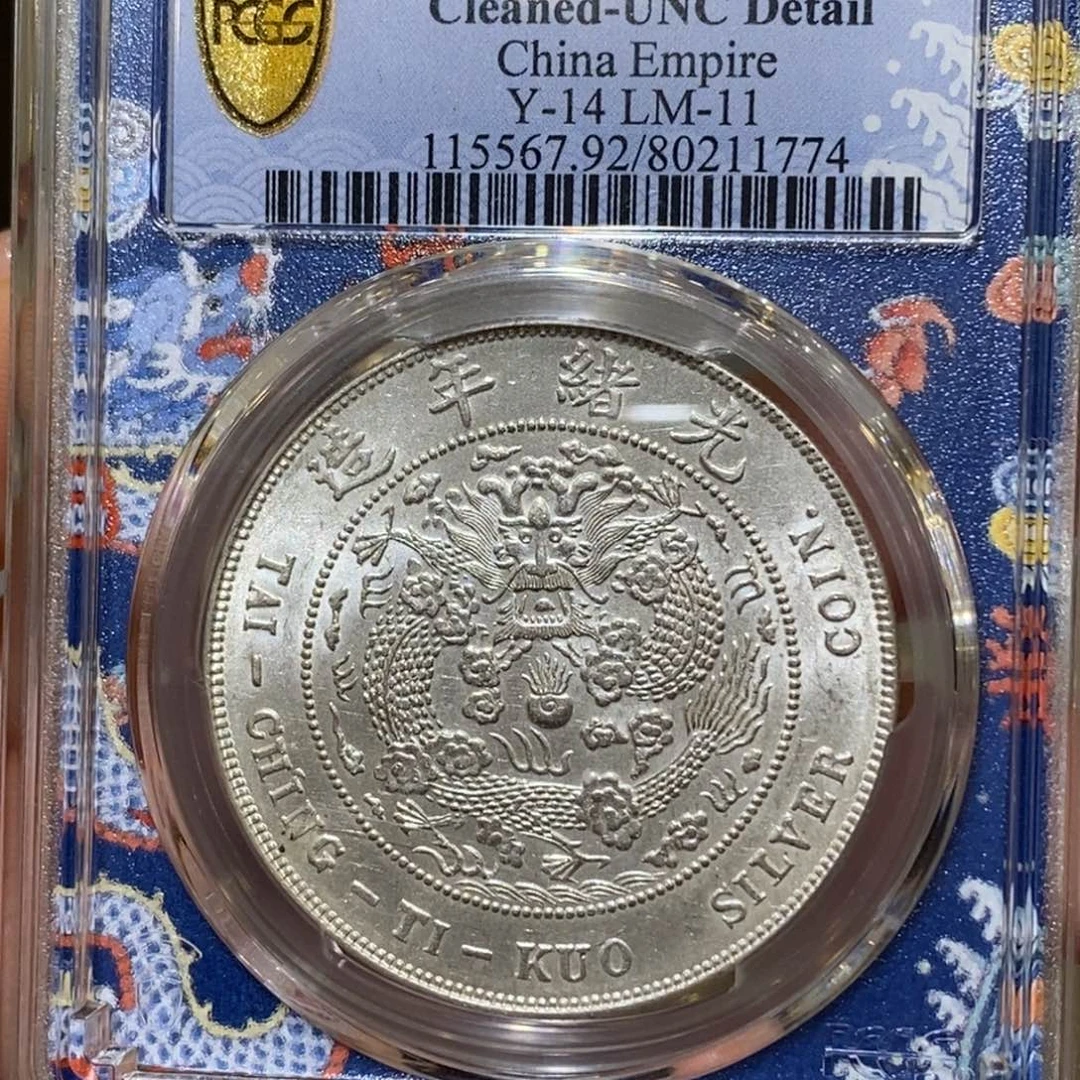 PCGS
Cleaned-UNC Detail
China Empire
Y-14 LM-11
115567.92/80211774
造年緒光
TAI-CHING-TI-KUO SILVER COIN.